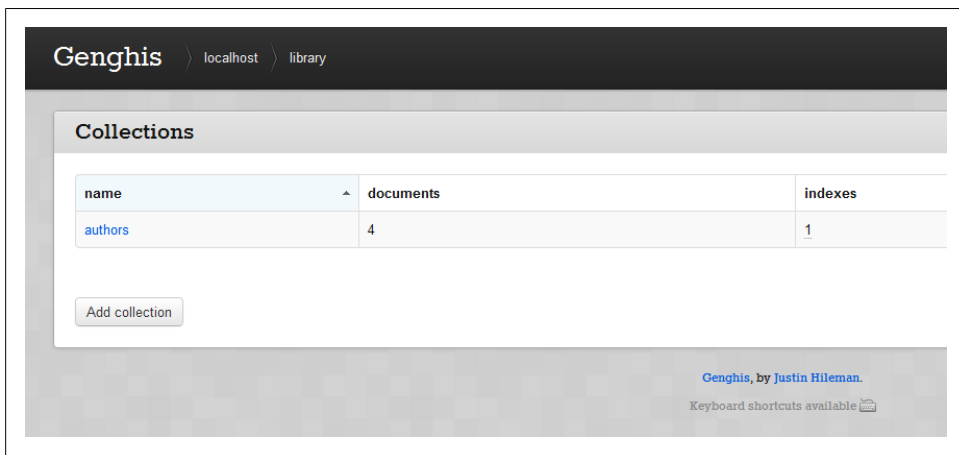 Genghis localhost library
Collections
name documents indexes
authors 4 1
Add collection
Genghis, by Justin Hileman.
Keyboard shortcuts available